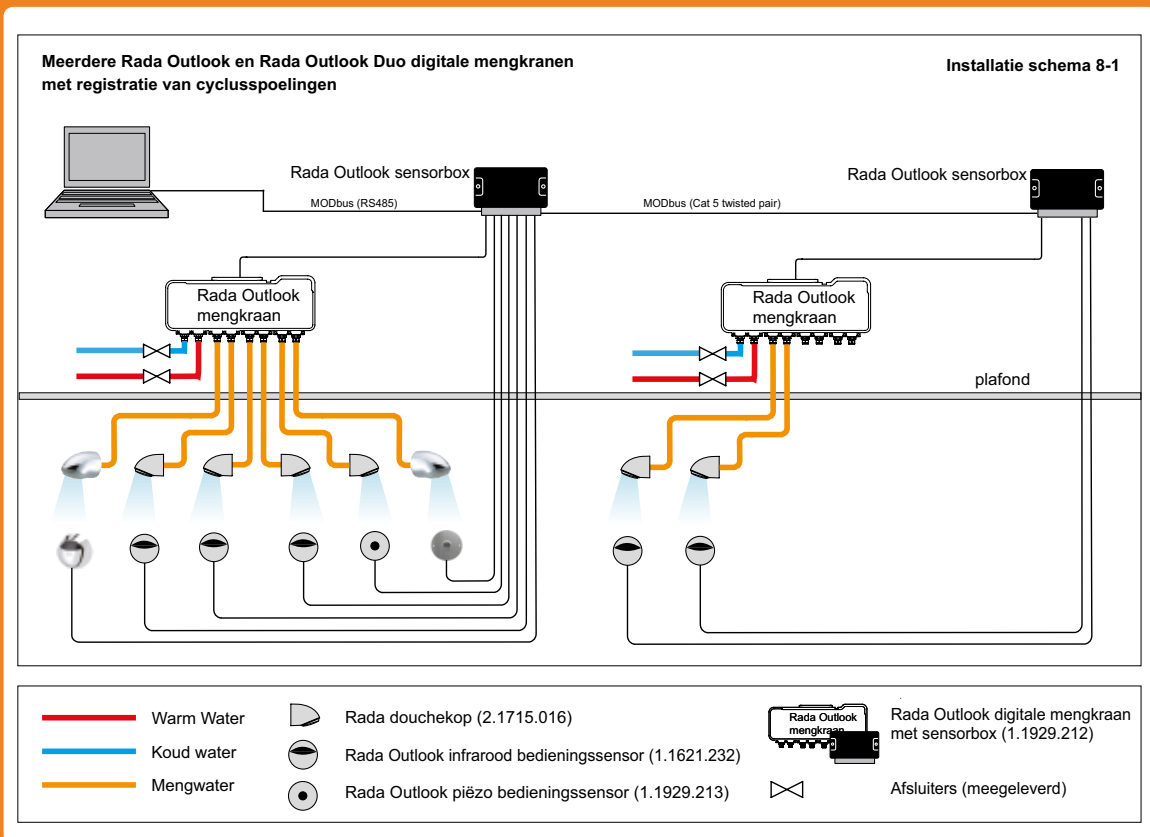 Meerdere Rada Outlook en Rada Outlook Duo digitale mengkranen
met registratie van cyclusspoelingen
Installatie schema 8-1
Rada Outlook sensorbox
Rada Outlook sensorbox
MODbus (RS485)
MODbus (Cat 5 twisted pair)
Rada Outlook
mengkraan
Rada Outlook
mengkraan
plafond
Warm Water
Koud water
Mengwater
Rada douchekop (2.1715.016)
Rada Outlook infrarood bedieningssensor (1.1621.232)
Rada Outlook piëzo bedieningssensor (1.1929.213)
Rada Outlook
mengkraan
Rada Outlook digitale mengkraan
met sensorbox (1.1929.212)
Afsluiters (meegeleverd)